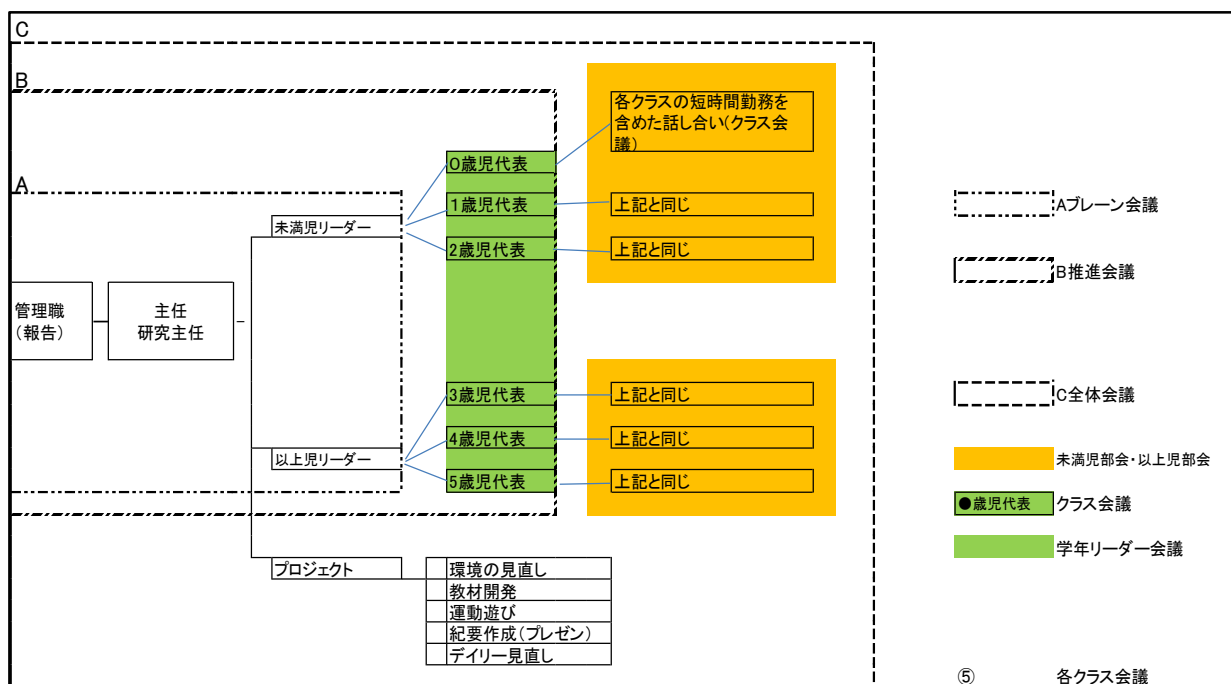 C
B
各クラスの短時間勤務を
含めた話し合い(クラス会
議)
0歳児代表
A
1歳児代表
上記と同じ
Aブレーン会議
未満児リーダー
2歳児代表
上記と同じ
B推進会議
管理職
(報告)
主任
研究主任
3歳児代表
上記と同じ
C全体会議
4歳児代表
上記と同じ
以上児リーダー
未満児部会・以上児部会
5歳児代表
上記と同じ
●歳児代表
クラス会議
学年リーダー会議
プロジェクト
環境の見直し
教材開発
運動遊び
紀要作成(プレゼン)
デイリー見直し
⑤
各クラス会議